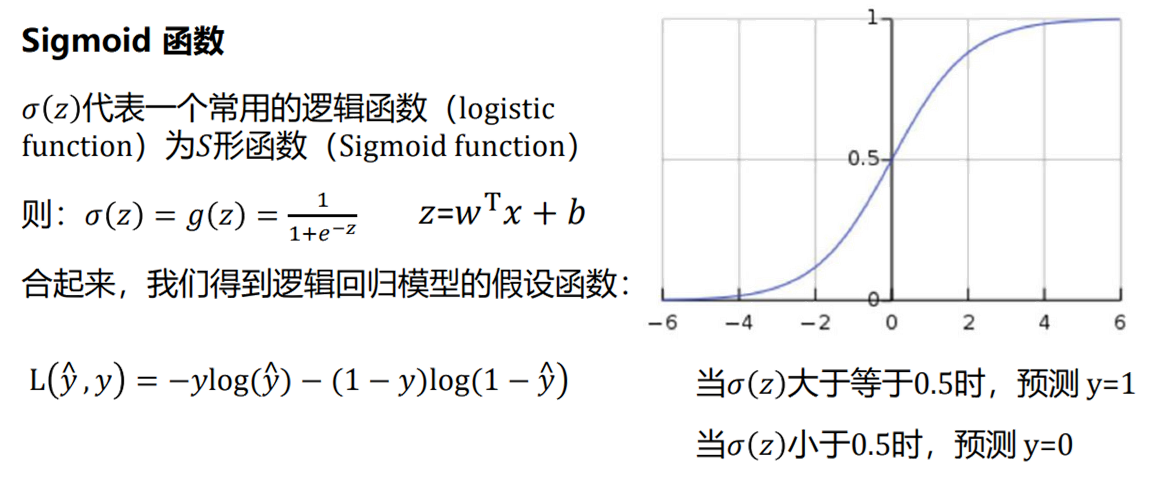 Sigmoid 函数
σ(z)代表一个常用的逻辑函数（logistic
function）为S形函数（Sigmoid function）
则：σ(z) = g(z) = 1/(1+e^{−z})    z=w^T x + b
合起来，我们得到逻辑回归模型的假设函数：
L(ŷ, y) = −ylog(ŷ) − (1 − y)log(1 − ŷ)
1
0.5
0
−6 −4 −2 0 2 4 6
当σ(z)大于等于0.5时，预测 y=1
当σ(z)小于0.5时，预测 y=0